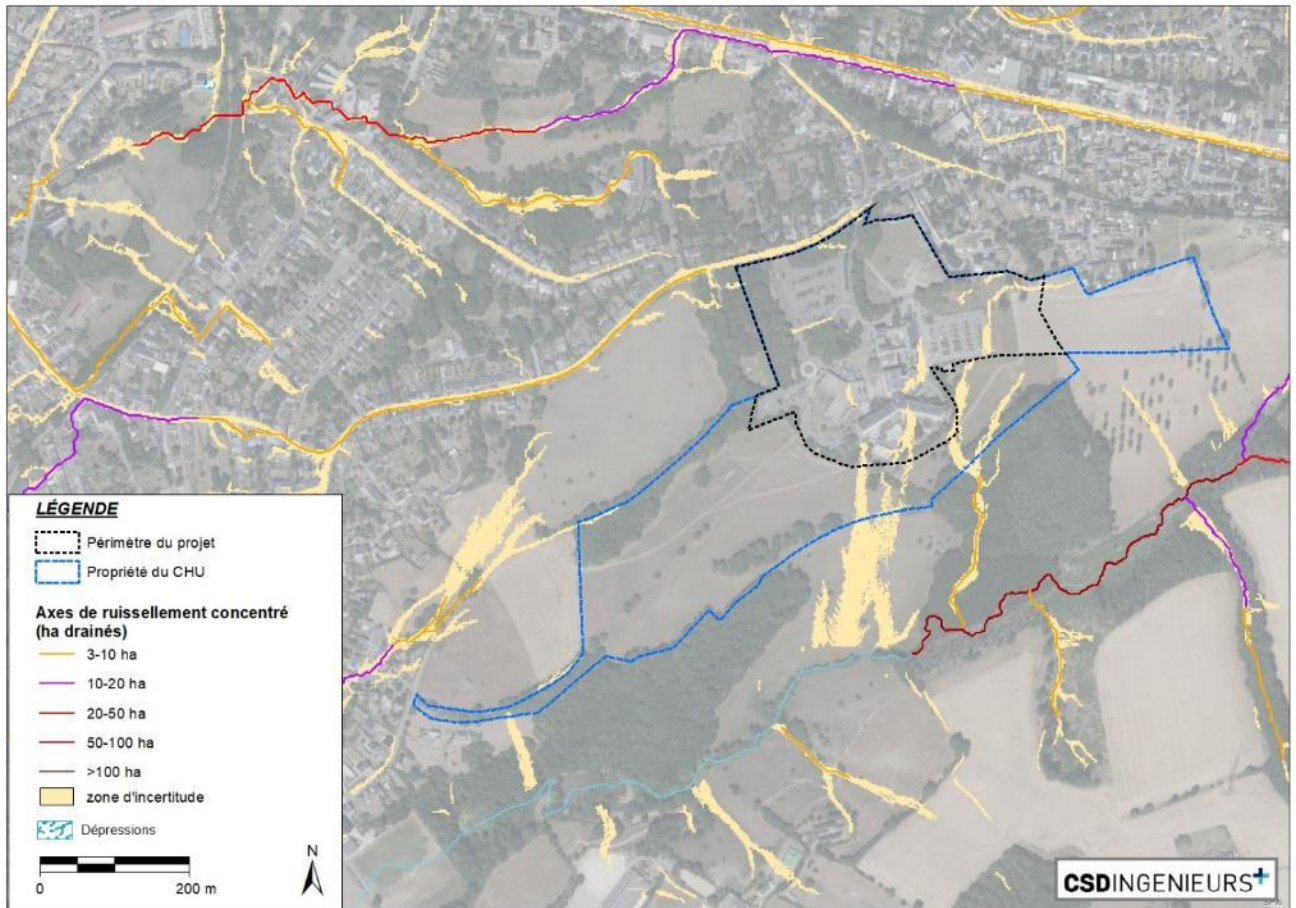 LÉGENDE
Périmètre du projet
Propriété du CHU
Axes de ruissellement concentré
(ha drainés)
3-10 ha
10-20 ha
20-50 ha
50-100 ha
>100 ha
zone d'incertitude
Dépressions
N
0 200 m
CSDINGENIEURS+